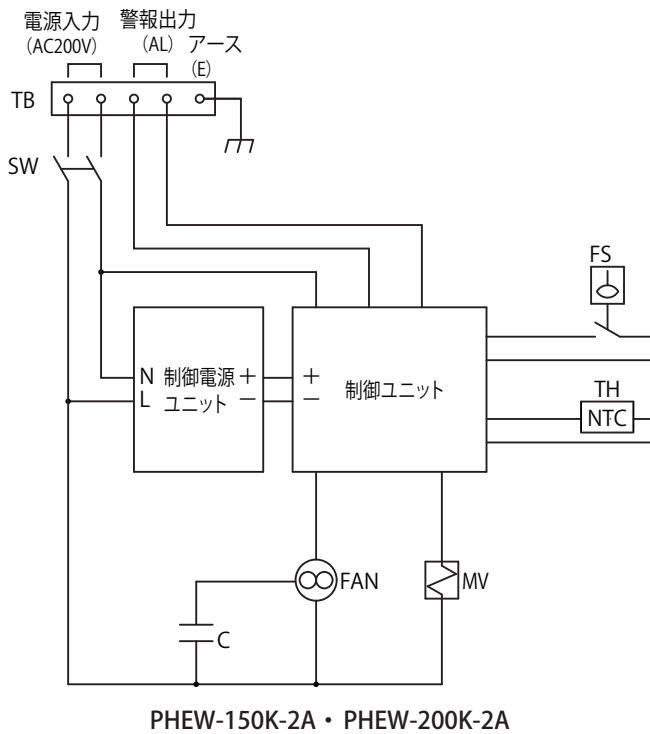 電源入力
(AC200V)
警報出力
(AL)
アース
(E)
TB
SW
FS
N
L
制御電源
ユニット
＋
－
＋
－
制御ユニット
TH
NTC
FAN
MV
C
PHEW-150K-2A・PHEW-200K-2A